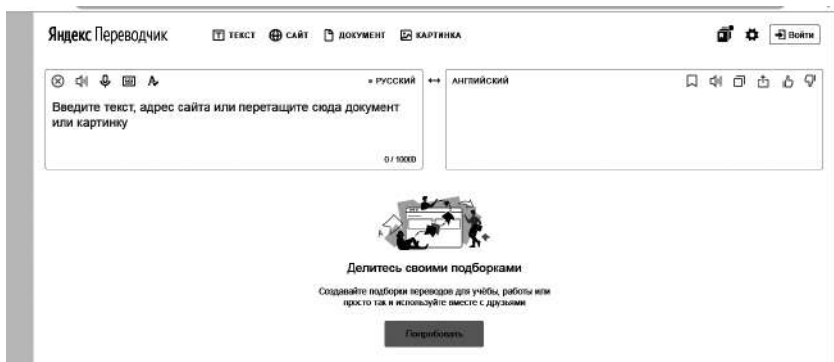 Яндекс Переводчик ТЕКСТ САЙТ ДОКУМЕНТ КАРТИНКА Войти
РУССКИЙ ↔ АНГЛИЙСКИЙ
Введите текст, адрес сайта или перетащите сюда документ
или картинку
0 / 10000
Делитесь своими подборками
Создавайте подборки переводов для учёбы, работы или
просто так и используйте вместе с друзьями
Попробовать